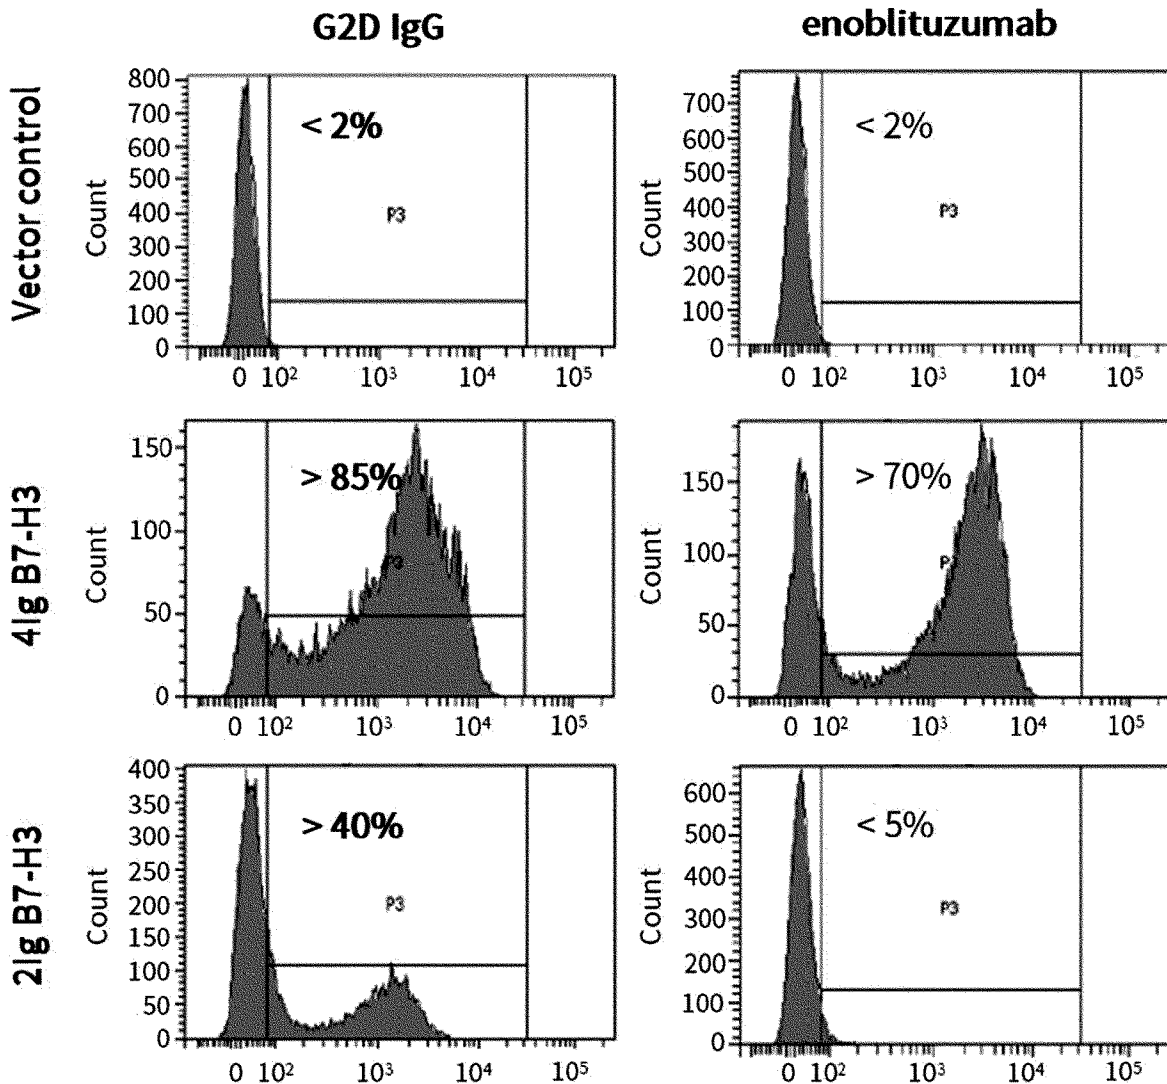 G2D IgG
enoblituzumab
Vector control
Count
800
700
600
500
400
300
200
100
0
< 2%
P3
0 10² 10³ 10⁴ 10⁵
Count
700
600
500
400
300
200
100
0
< 2%
P3
0 10² 10³ 10⁴ 10⁵
4Ig B7-H3
Count
150
100
50
0
> 85%
P3
0 10² 10³ 10⁴ 10⁵
Count
150
100
50
0
> 70%
P
0 10² 10³ 10⁴ 10⁵
2Ig B7-H3
Count
400
350
300
250
200
150
100
50
0
> 40%
P3
0 10² 10³ 10⁴ 10⁵
Count
600
500
400
300
200
100
0
< 5%
P3
0 10² 10³ 10⁴ 10⁵